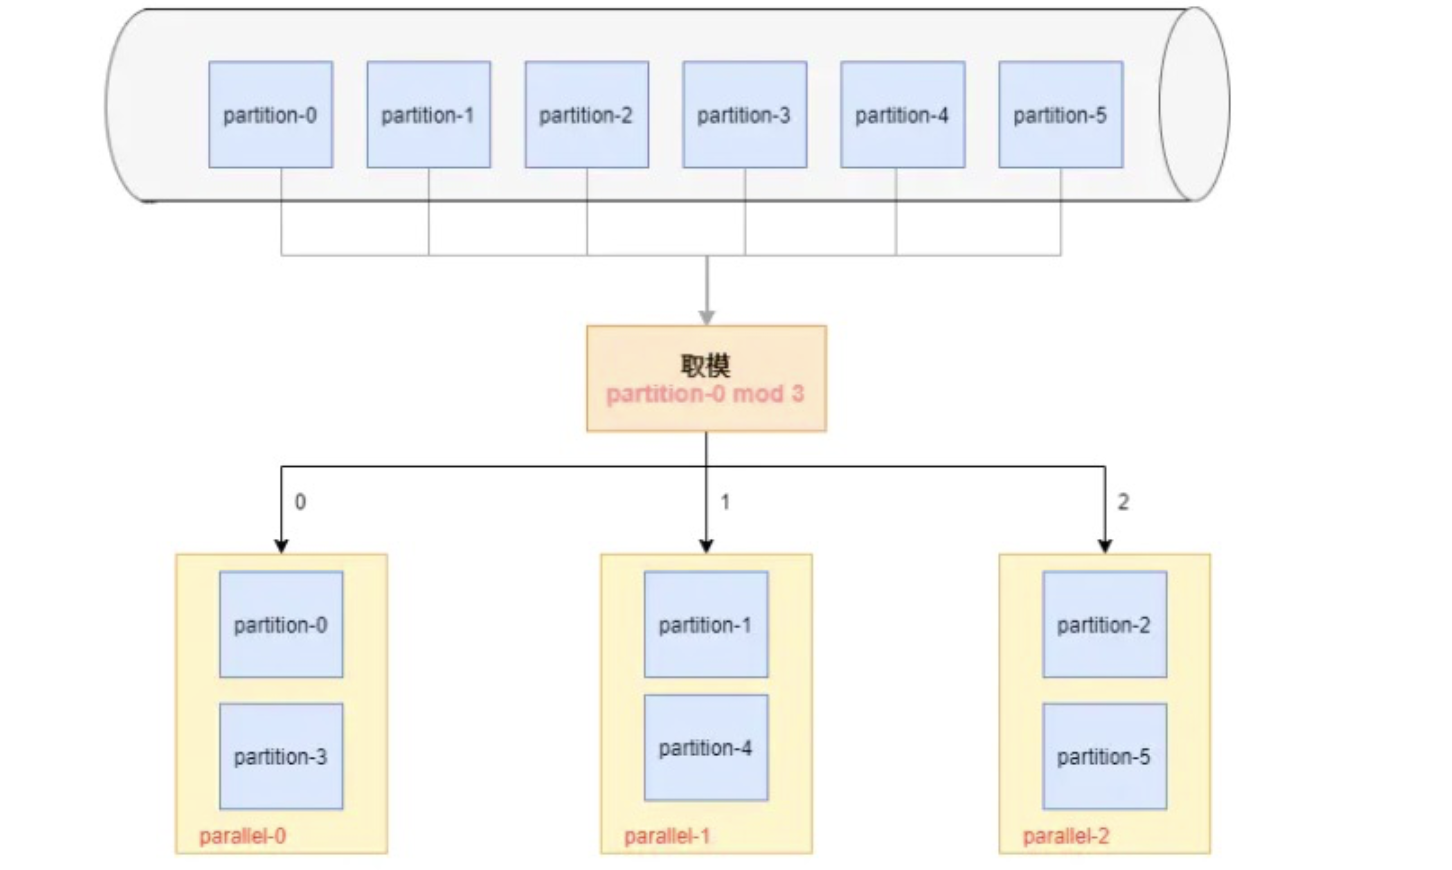 partition-0
partition-1
partition-2
partition-3
partition-4
partition-5
取摸
partition-0 mod 3
0
1
2
partition-0
partition-1
partition-2
partition-3
partition-4
partition-5
parallel-0
parallel-1
parallel-2